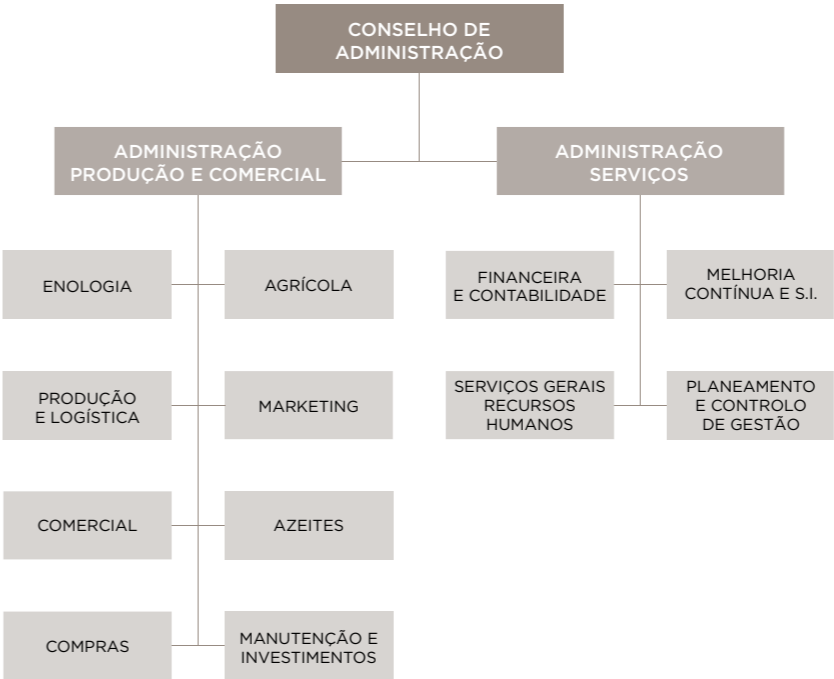 CONSELHO DE
ADMINISTRAÇÃO
ADMINISTRAÇÃO
PRODUÇÃO E COMERCIAL
ADMINISTRAÇÃO
SERVIÇOS
ENOLOGIA
AGRÍCOLA
FINANCEIRA
E CONTABILIDADE
MELHORIA
CONTÍNUA E S.I.
PRODUÇÃO
E LOGÍSTICA
MARKETING
SERVIÇOS GERAIS
RECURSOS
HUMANOS
PLANEAMENTO
E CONTROLO
DE GESTÃO
COMERCIAL
AZEITES
COMPRAS
MANUTENÇÃO E
INVESTIMENTOS